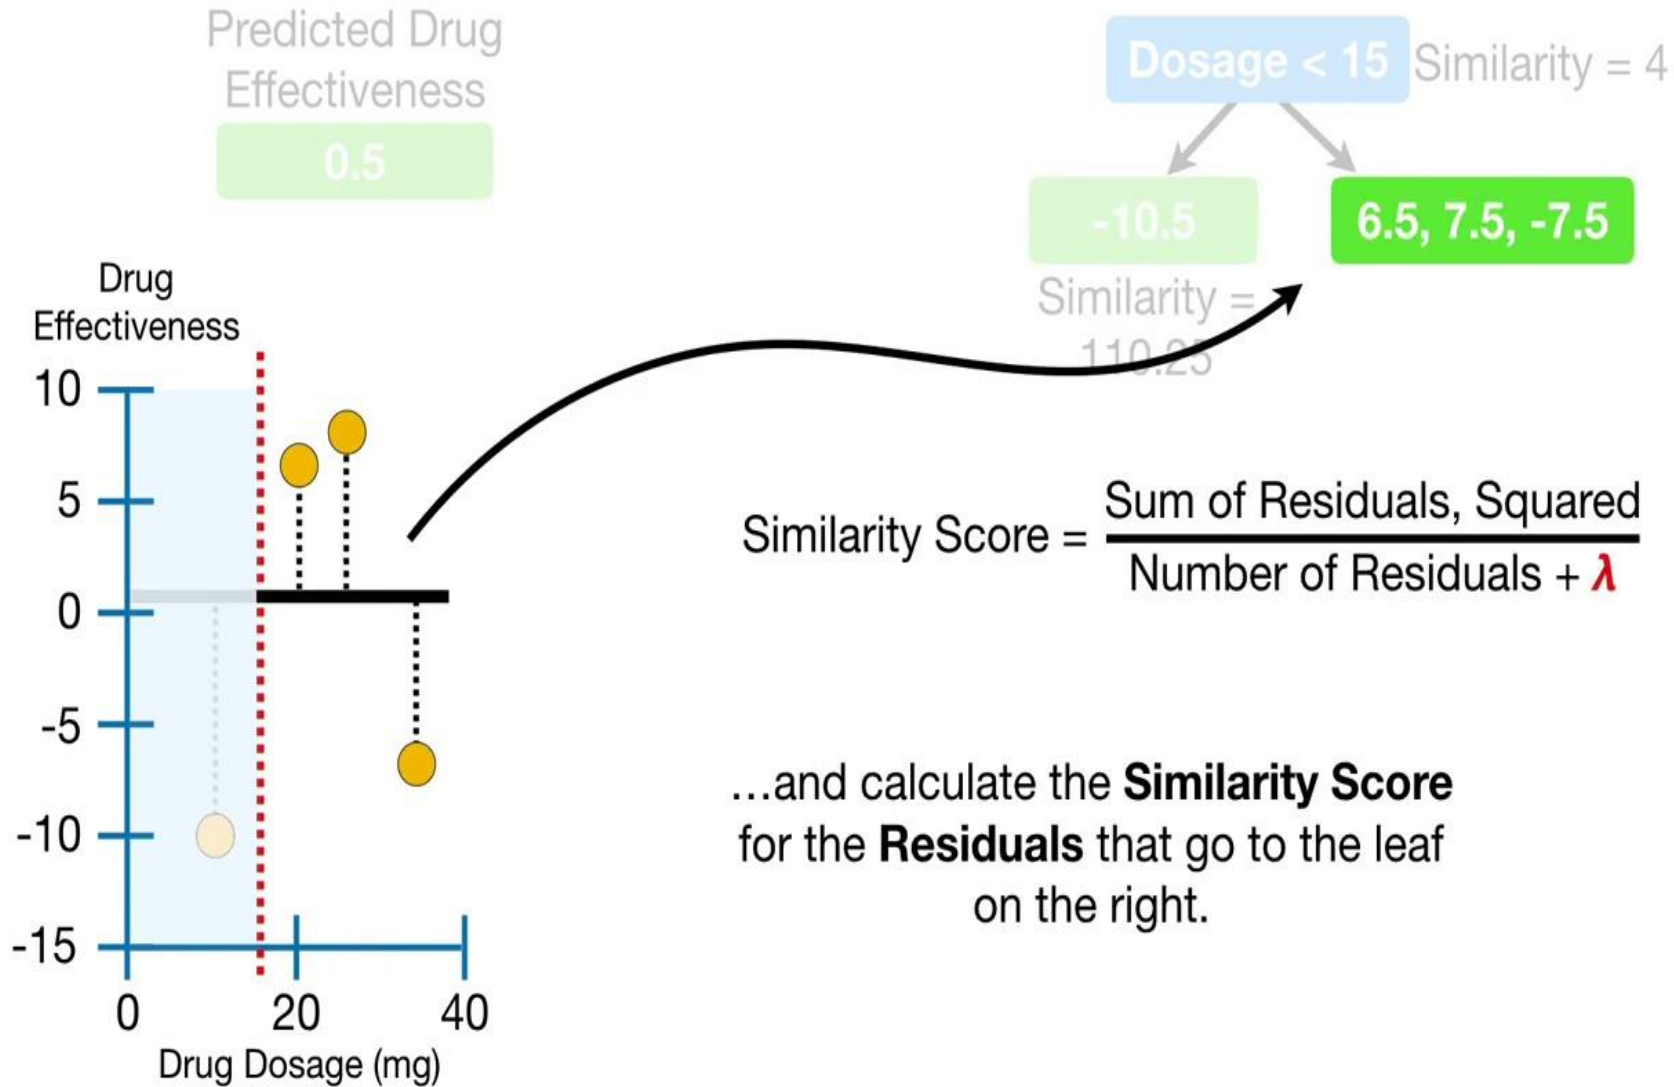 Predicted Drug
Effectiveness
0.5
Dosage < 15
Similarity = 4
-10.5
6.5, 7.5, -7.5
Similarity =
110.25
Drug
Effectiveness
10
5
0
-5
-10
-15
0 20 40
Drug Dosage (mg)
Similarity Score = Sum of Residuals, Squared
Number of Residuals + λ
...and calculate the Similarity Score
for the Residuals that go to the leaf
on the right.